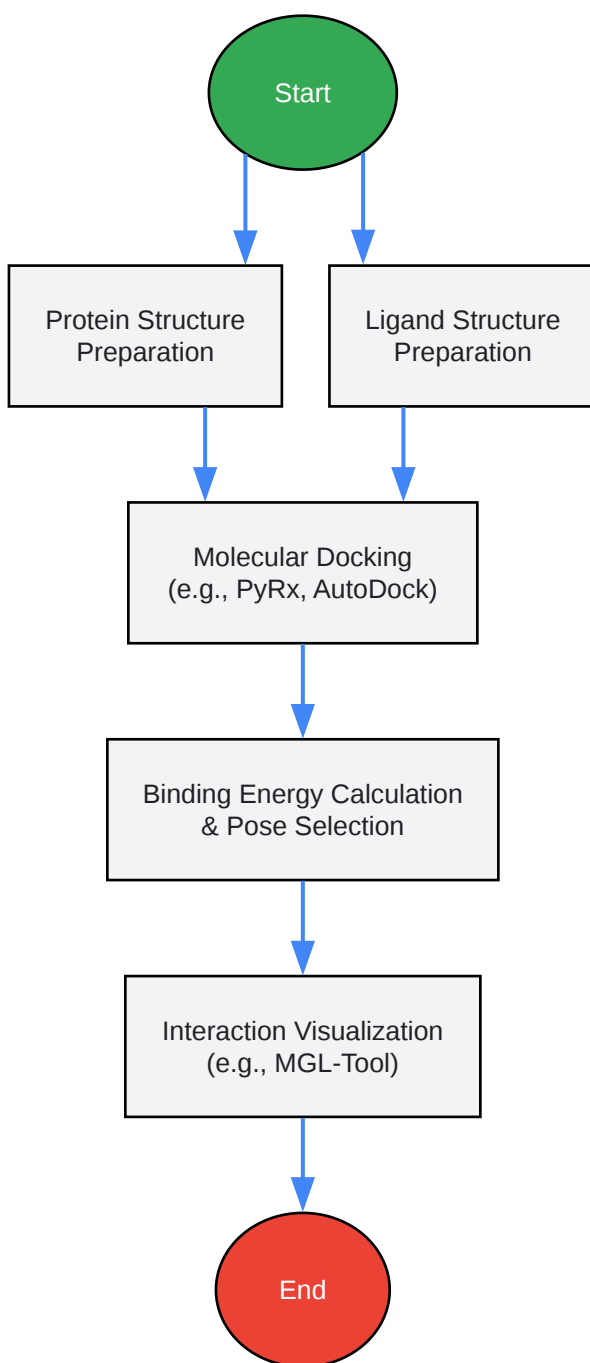 Start
Protein Structure
Preparation
Ligand Structure
Preparation
Molecular Docking
(e.g., PyRx, AutoDock)
Binding Energy Calculation
& Pose Selection
Interaction Visualization
(e.g., MGL-Tool)
End